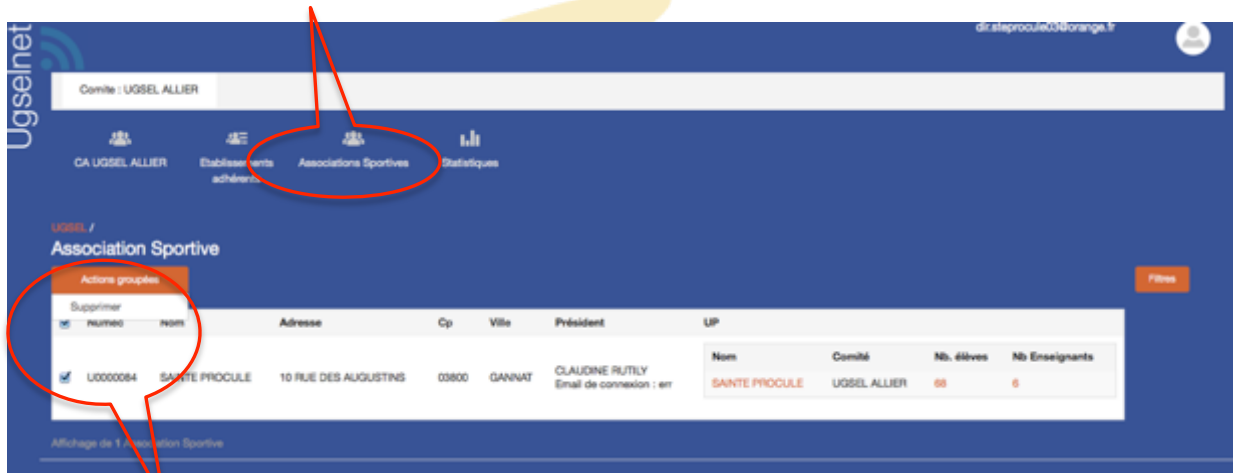 dir.steprocule03@orange.fr
Ugselnet
Comite : UGSEL ALLIER
CA UGSEL ALLIER
Etablissements adhérents
Associations Sportives
Statistiques
UGSEL /
Association Sportive
Actions groupées
Filtres
Supprimer
Numéo Nom Adresse Cp Ville Président UP
Nom Comité Nb. élèves Nb Enseignants
U0000084 SAINTE PROCULE 10 RUE DES AUGUSTINS 03800 GANNAT CLAUDINE RUTILY
Email de connexion : err
SAINTE PROCULE UGSEL ALLIER 68 6
Affichage de 1 Association Sportive